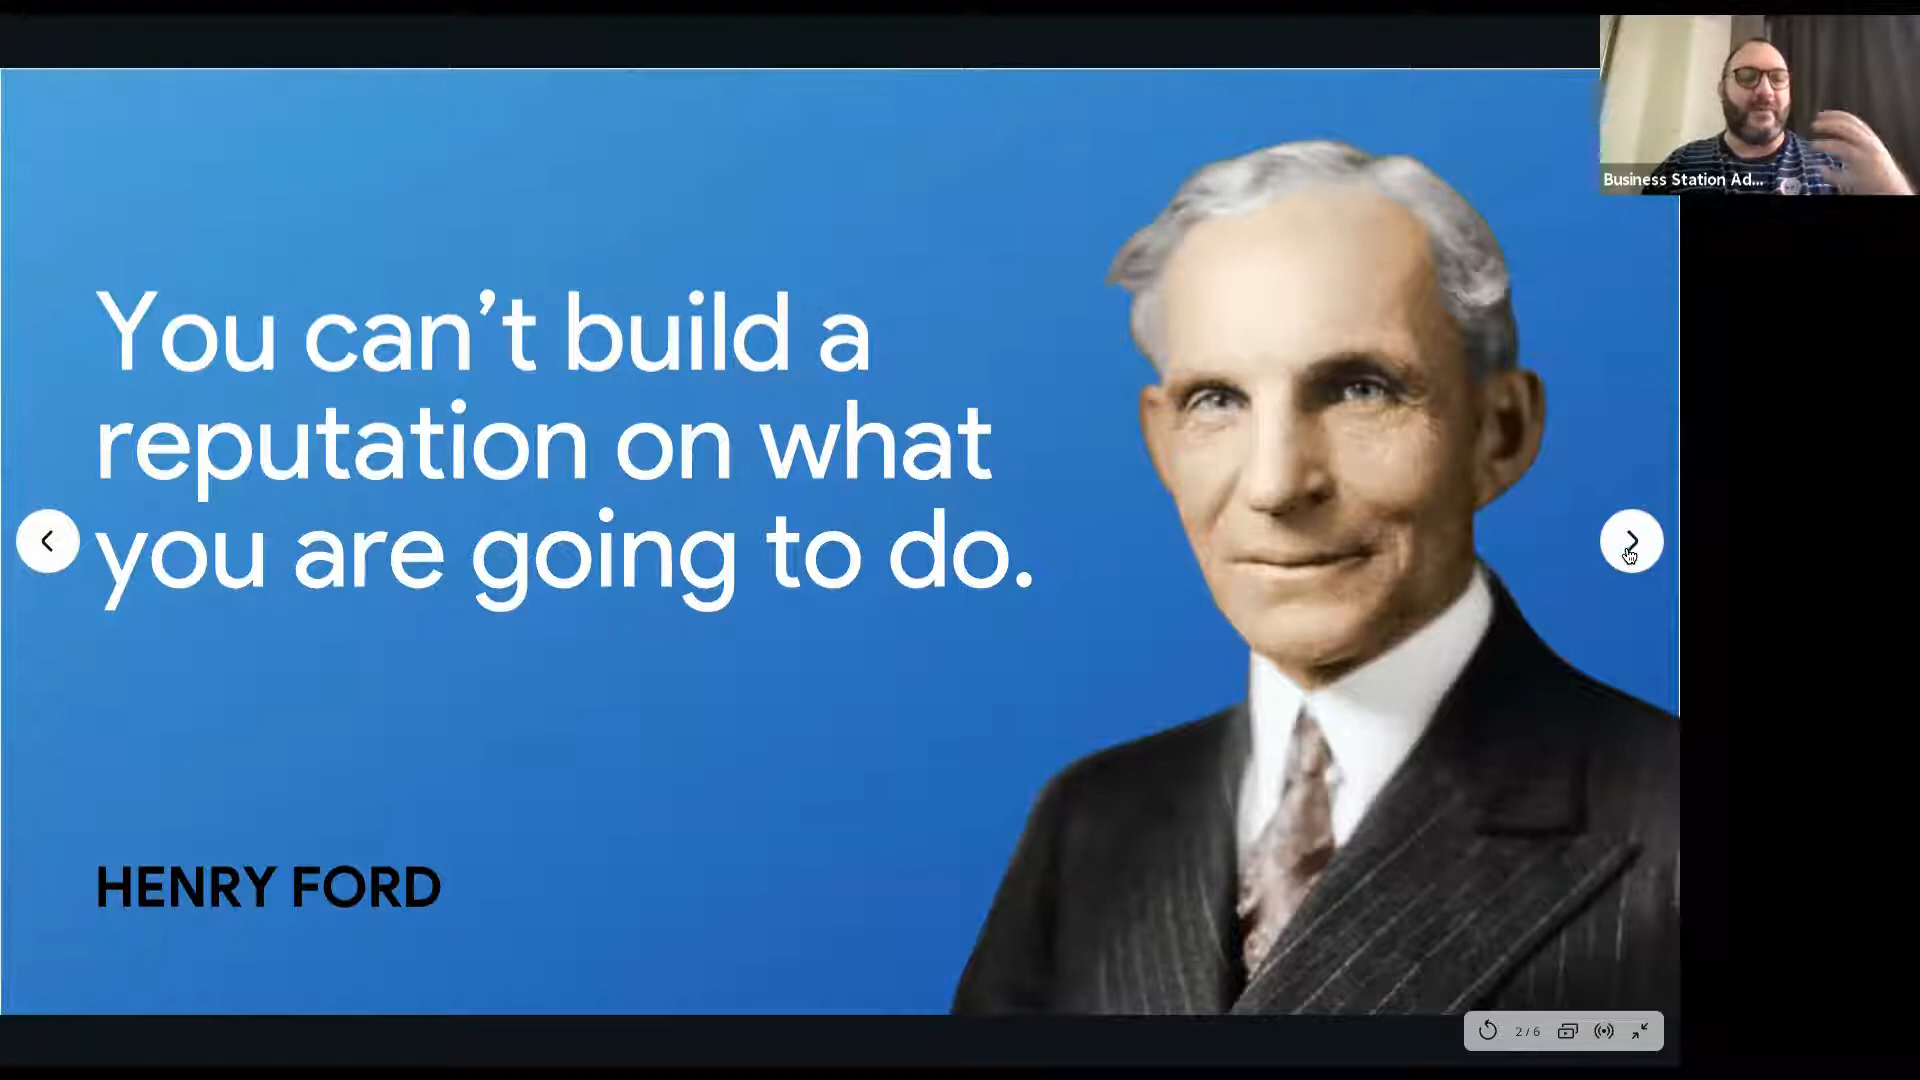 Business Station Ad...
You can’t build a
reputation on what
you are going to do.
HENRY FORD
2 / 6